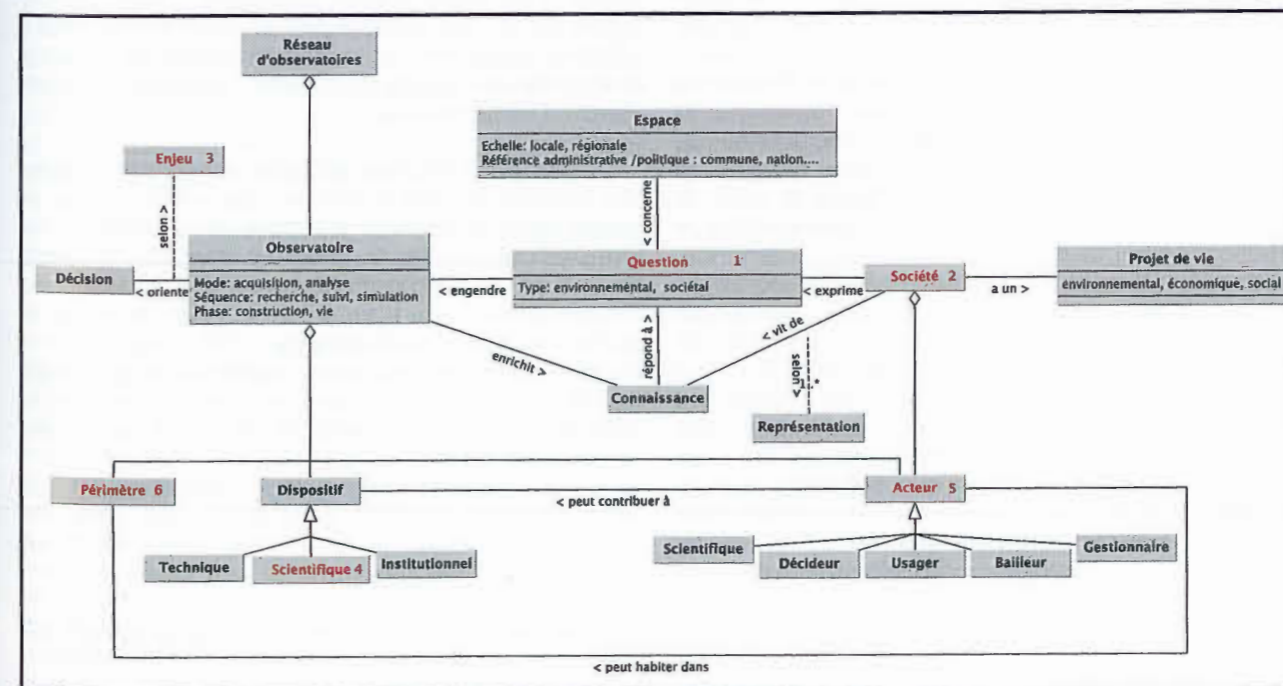 Réseau
d'observatoires
Espace
Echelle: locale, régionale
Référence administrative /politique : commune, nation....
Enjeu 3
selon >
< concerne
Observatoire
Mode: acquisition, analyse
Séquence: recherche, suivi, simulation
Phase: construction, vie
Décision
< oriente
< engendre
Question 1
Type: environnemental, sociétal
< exprime
Société 2
a un >
Projet de vie
environnemental, économique, social
enrichit >
répond à >
< vit de
selon >
1..*
Connaissance
Représentation
Périmètre 6
Dispositif
< peut contribuer à
Acteur 5
Technique
Scientifique 4
Institutionnel
Scientifique
Décideur
Usager
Bailleur
Gestionnaire
< peut habiter dans